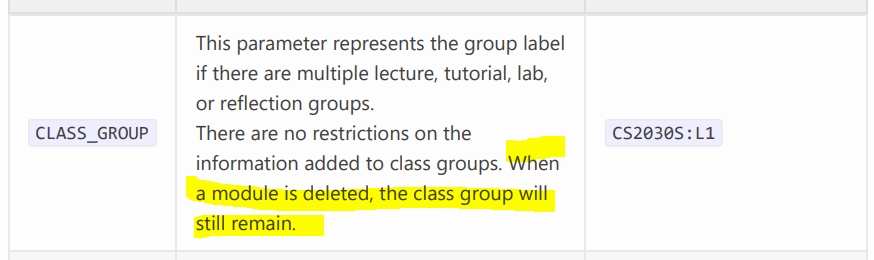 CLASS_GROUP
This parameter represents the group label
if there are multiple lecture, tutorial, lab,
or reflection groups.
There are no restrictions on the
information added to class groups. When
a module is deleted, the class group will
still remain.
CS2030S:L1